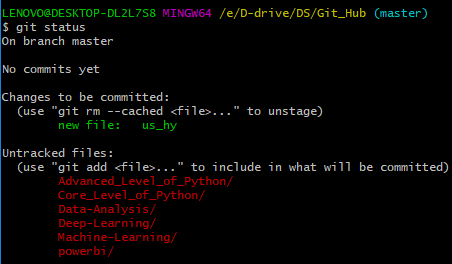 LENOVO@DESKTOP-DL2L7S8 MINGW64 /e/D-drive/DS/Git_Hub (master)
$ git status
On branch master
No commits yet
Changes to be committed:
(use "git rm --cached <file>..." to unstage)
new file: us_hy
Untracked files:
(use "git add <file>..." to include in what will be committed)
Advanced_Level_of_Python/
Core_Level_of_Python/
Data-Analysis/
Deep-Learning/
Machine-Learning/
powerbi/